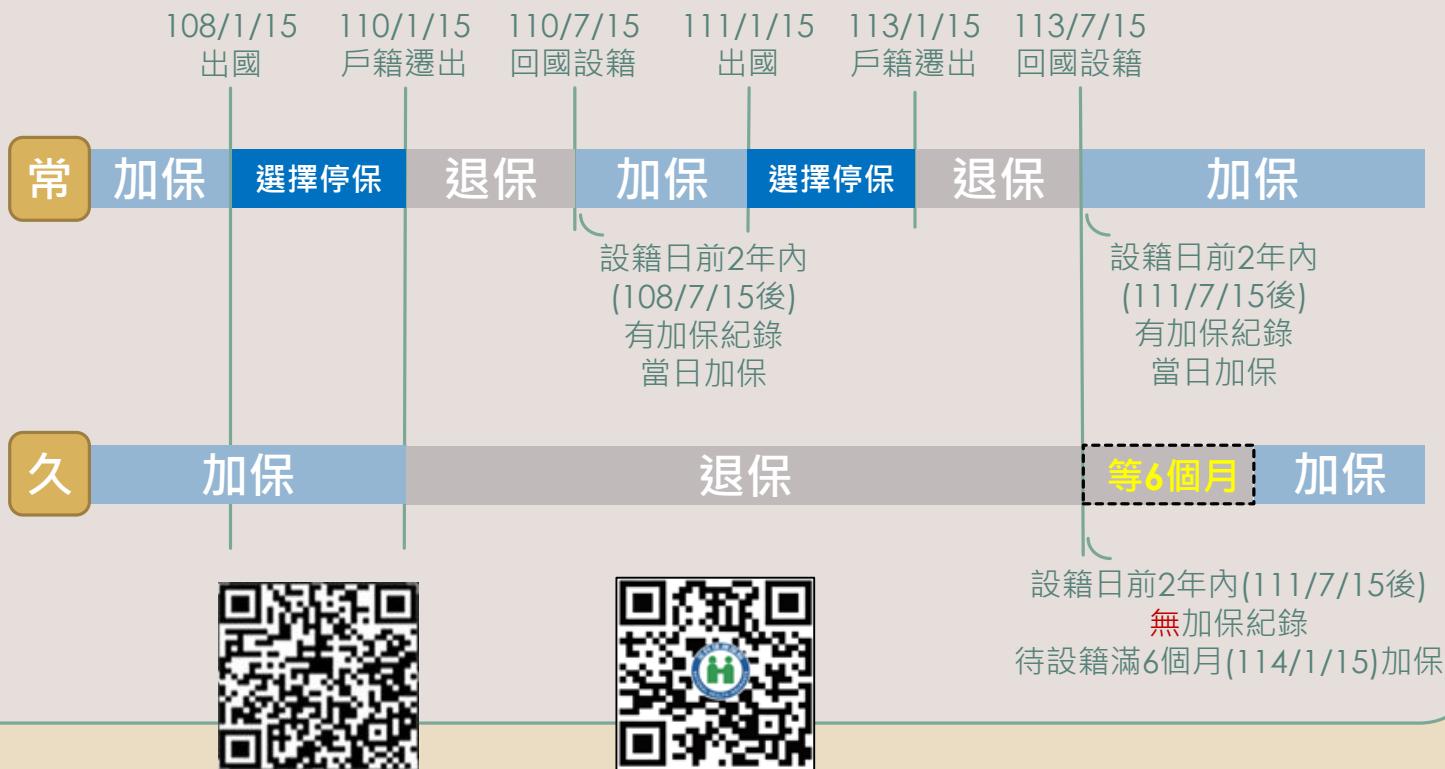 108/1/15 110/1/15 110/7/15 111/1/15 113/1/15 113/7/15
出國 戶籍遷出 回國設籍 出國 戶籍遷出 回國設籍
常 加保 選擇停保 退保 加保 選擇停保 退保 加保
設籍日前2年內
(108/7/15後)
有加保紀錄
當日加保
設籍日前2年內
(111/7/15後)
有加保紀錄
當日加保
久 加保 退保 等6個月 加保
設籍日前2年內(111/7/15後)
無加保紀錄
待設籍滿6個月(114/1/15)加保